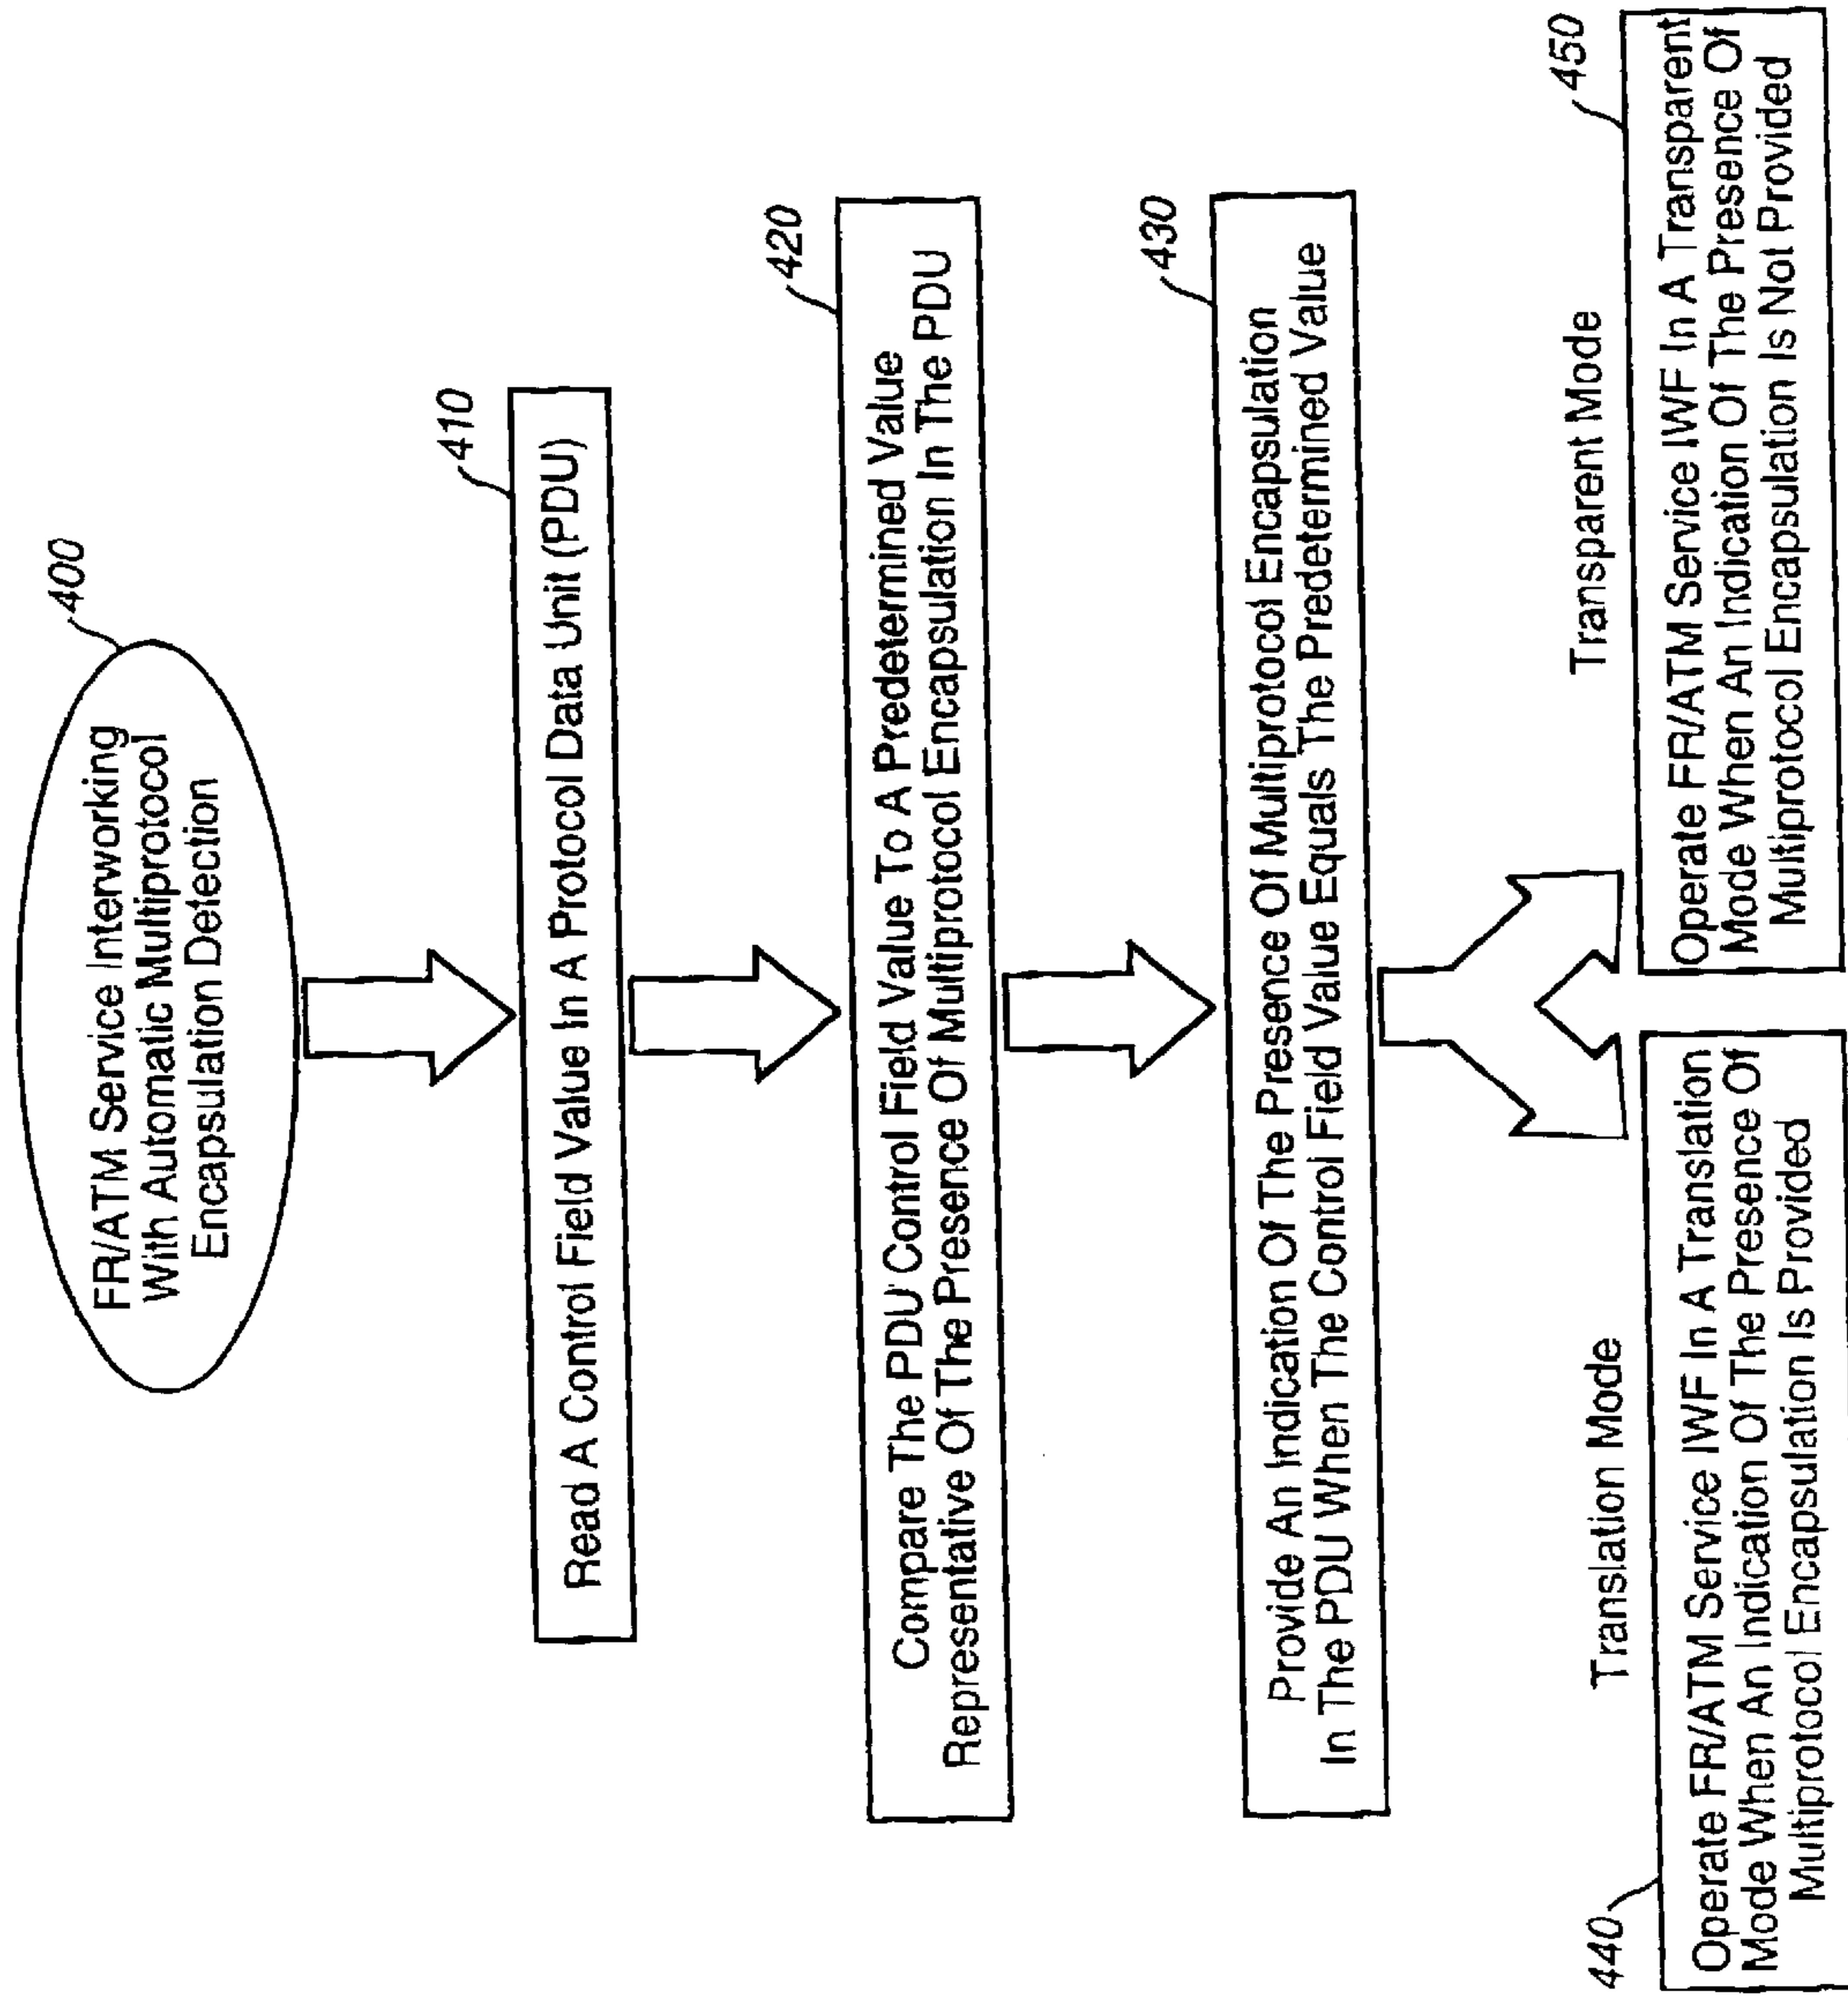 400
FR/ATM Service Interworking
With Automatic Multiprotocol
Encapsulation Detection
410
Read A Control Field Value In A Protocol Data Unit (PDU)
420
Compare The PDU Control Field Value To A Predetermined Value
Representative Of The Presence Of Multiprotocol Encapsulation In The PDU
430
Provide An Indication Of The Presence Of Multiprotocol Encapsulation
In The PDU When The Control Field Value Equals The Predetermined Value
Translation Mode
440
Operate FR/ATM Service IWF In A Translation
Mode When An Indication Of The Presence Of
Multiprotocol Encapsulation Is Provided
Transparent Mode
450
Operate FR/ATM Service IWF In A Transparent
Mode When An Indication Of The Presence Of
Multiprotocol Encapsulation Is Not Provided